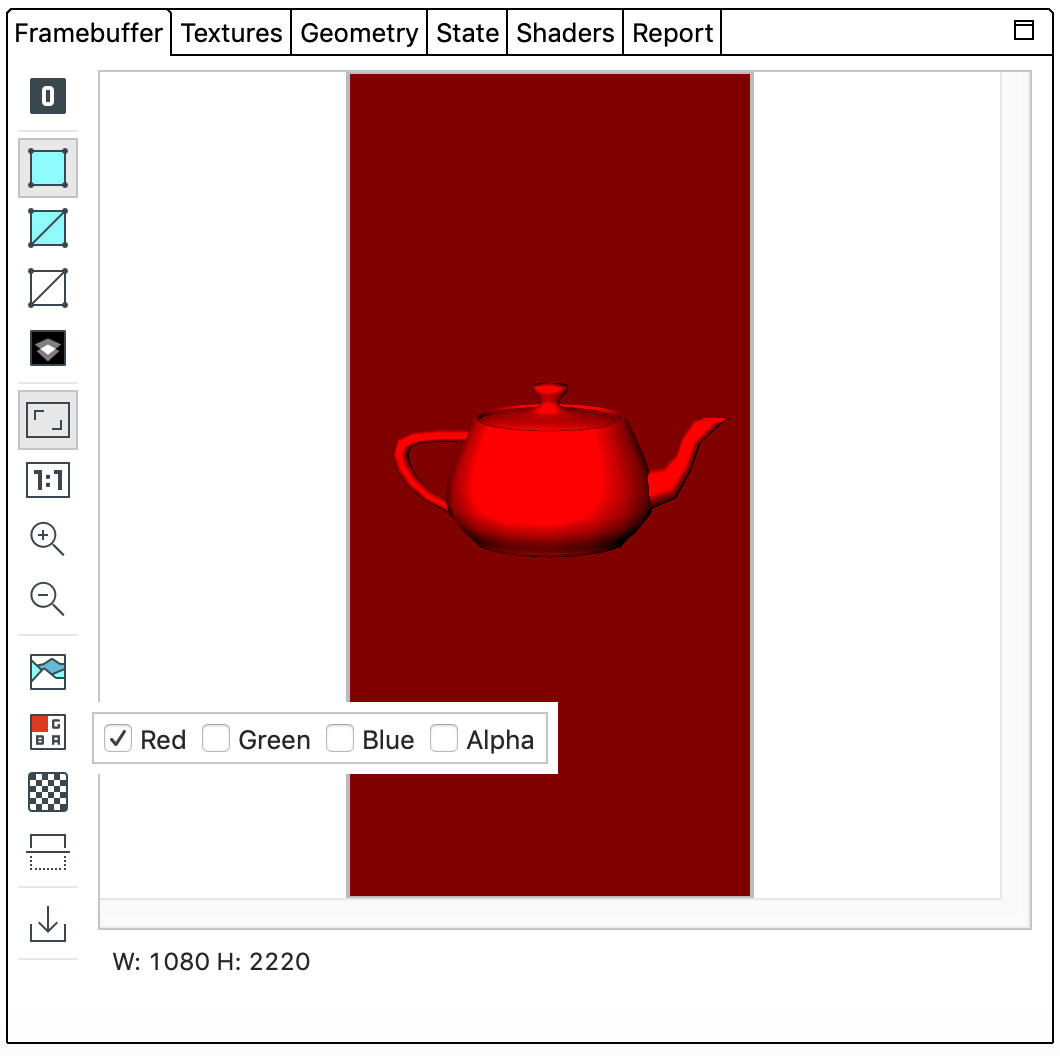 Framebuffer Textures Geometry State Shaders Report
0
1:1
G
B A
Red Green Blue Alpha
W: 1080 H: 2220